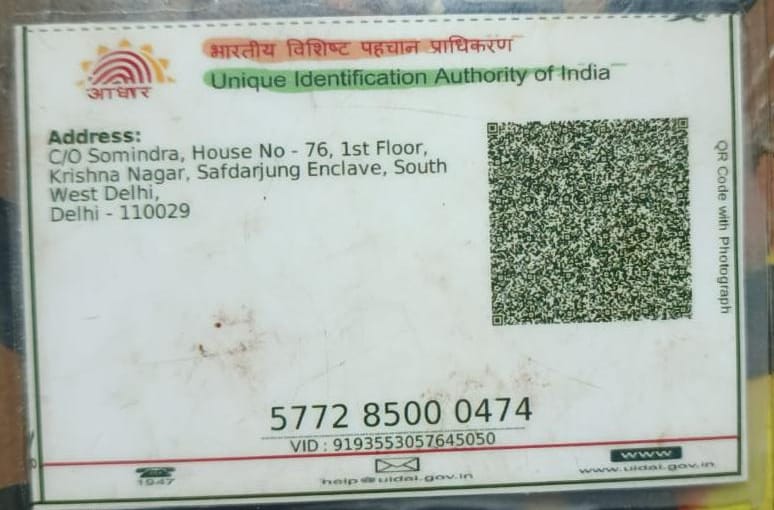 भारतीय विशिष्ट पहचान प्राधिकरण
Unique Identification Authority of India
आधार
Address:
C/O Somindra, House No - 76, 1st Floor,
Krishna Nagar, Safdarjung Enclave, South
West Delhi,
Delhi - 110029
QR Code with Photograph
5772 8500 0474
VID : 9193553057645050
1947
help@uidai.gov.in
www
www.uidai.gov.in